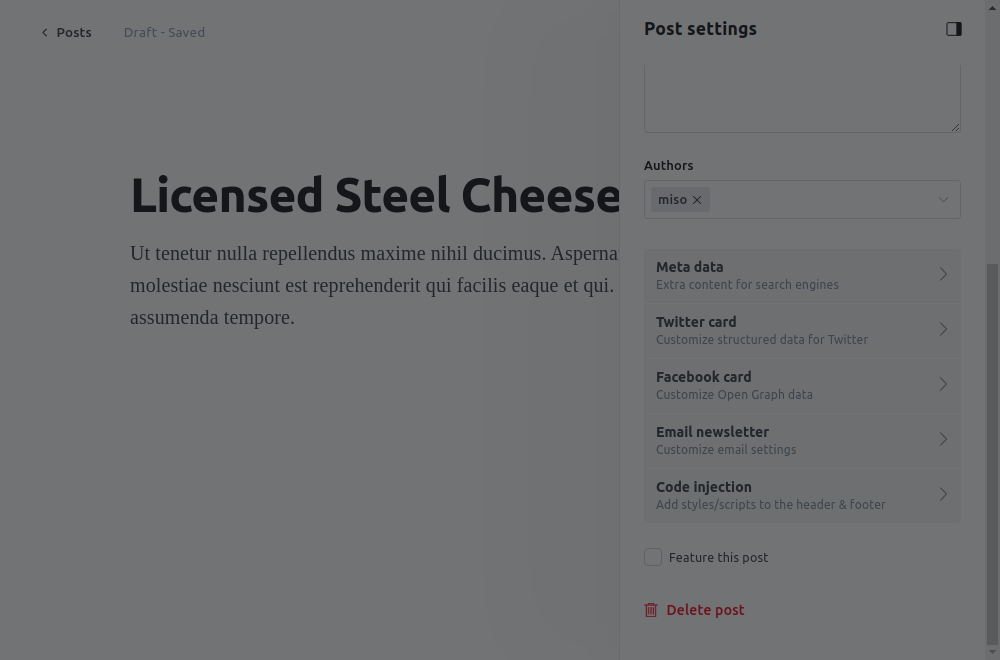 Posts
Draft - Saved
Post settings
Licensed Steel Cheese
Ut tenetur nulla repellendus maxime nihil ducimus.
molestiae nesciunt est reprehenderit qui facilis eaque et qui.
assumenda tempore.
Authors
miso
Meta data
Extra content for search engines
Twitter card
Customize structured data for Twitter
Facebook card
Customize Open Graph data
Email newsletter
Customize email settings
Code injection
Add styles/scripts to the header & footer
Feature this post
Delete post